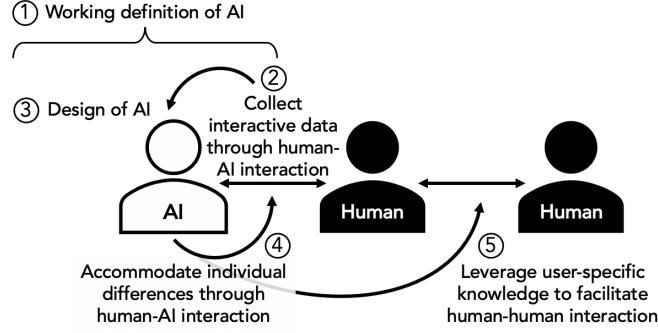 ① Working definition of AI
②
Collect
interactive data
through human-
AI interaction
③ Design of AI
AI
Human
Human
④
Accommodate individual
differences through
human-AI interaction
⑤
Leverage user-specific
knowledge to facilitate
human-human interaction